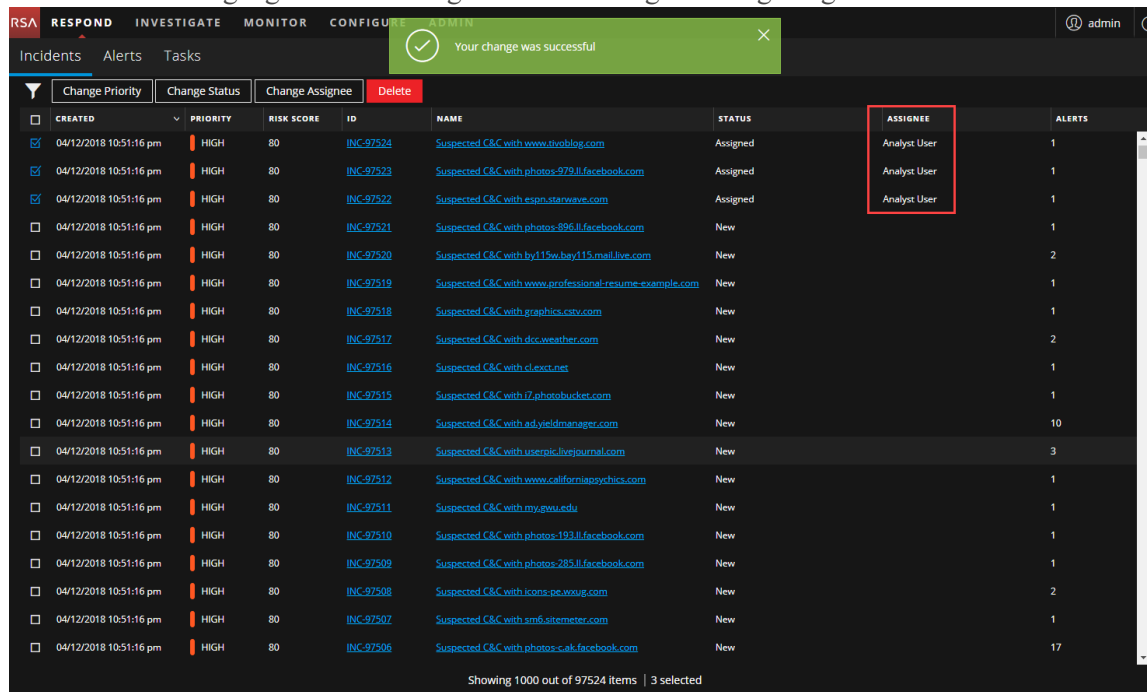 RSA RESPOND INVESTIGATE MONITOR CONFIGURE ADMIN admin
Your change was successful
Incidents Alerts Tasks
Change Priority Change Status Change Assignee Delete
CREATED PRIORITY RISK SCORE ID NAME STATUS ASSIGNEE ALERTS
04/12/2018 10:51:16 pm HIGH 80 INC-97524 Suspected C&C with www.tivoblog.com Assigned Analyst User 1
04/12/2018 10:51:16 pm HIGH 80 INC-97523 Suspected C&C with photos-979.ll.facebook.com Assigned Analyst User 1
04/12/2018 10:51:16 pm HIGH 80 INC-97522 Suspected C&C with espn.starwave.com Assigned Analyst User 1
04/12/2018 10:51:16 pm HIGH 80 INC-97521 Suspected C&C with photos-896.ll.facebook.com New 1
04/12/2018 10:51:16 pm HIGH 80 INC-97520 Suspected C&C with by115w.bay115.mail.live.com New 2
04/12/2018 10:51:16 pm HIGH 80 INC-97519 Suspected C&C with www.professional-resume-example.com New 1
04/12/2018 10:51:16 pm HIGH 80 INC-97518 Suspected C&C with graphics.cstv.com New 1
04/12/2018 10:51:16 pm HIGH 80 INC-97517 Suspected C&C with dcc.weather.com New 2
04/12/2018 10:51:16 pm HIGH 80 INC-97516 Suspected C&C with cl.exct.net New 1
04/12/2018 10:51:16 pm HIGH 80 INC-97515 Suspected C&C with i7.photobucket.com New 1
04/12/2018 10:51:16 pm HIGH 80 INC-97514 Suspected C&C with ad.yieldmanager.com New 10
04/12/2018 10:51:16 pm HIGH 80 INC-97513 Suspected C&C with userpic.livejournal.com New 3
04/12/2018 10:51:16 pm HIGH 80 INC-97512 Suspected C&C with www.californiapsychics.com New 1
04/12/2018 10:51:16 pm HIGH 80 INC-97511 Suspected C&C with my.gwu.edu New 1
04/12/2018 10:51:16 pm HIGH 80 INC-97510 Suspected C&C with photos-193.ll.facebook.com New 1
04/12/2018 10:51:16 pm HIGH 80 INC-97509 Suspected C&C with photos-285.ll.facebook.com New 1
04/12/2018 10:51:16 pm HIGH 80 INC-97508 Suspected C&C with icons-pe.wxug.com New 2
04/12/2018 10:51:16 pm HIGH 80 INC-97507 Suspected C&C with sm6.sitemeter.com New 1
04/12/2018 10:51:16 pm HIGH 80 INC-97506 Suspected C&C with photos-c.ak.facebook.com New 17
Showing 1000 out of 97524 items | 3 selected